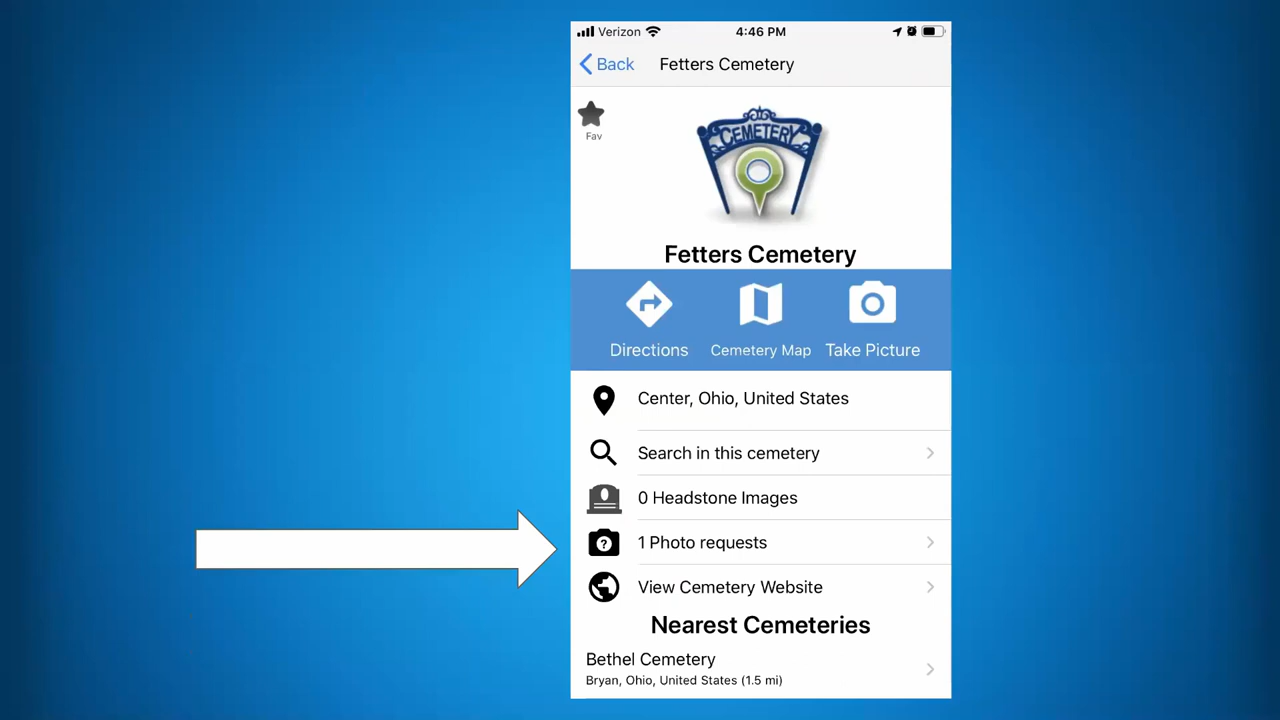 Verizon 4:46 PM
Back Fetters Cemetery
Fav
CEMETERY
Fetters Cemetery
Directions Cemetery Map Take Picture
Center, Ohio, United States
Search in this cemetery
0 Headstone Images
? 1 Photo requests
View Cemetery Website
Nearest Cemeteries
Bethel Cemetery
Bryan, Ohio, United States (1.5 mi)